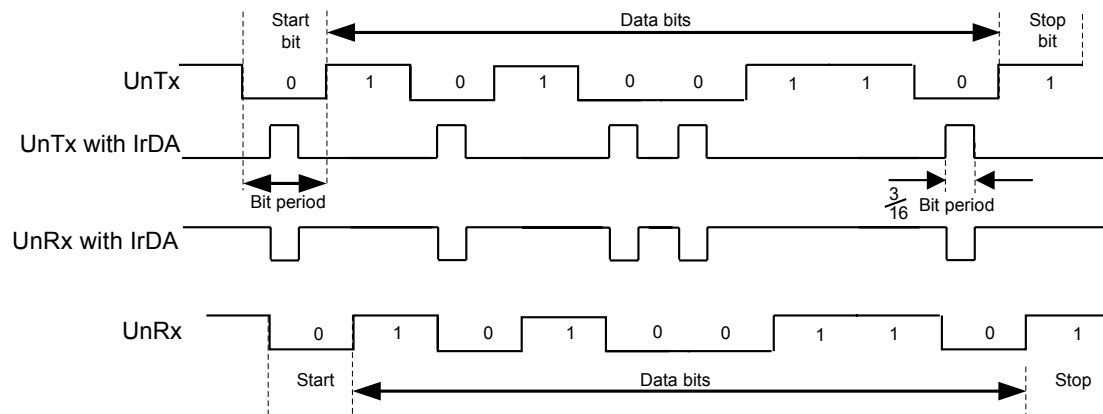 Start
bit
Data bits
Stop
bit
UnTx 0 1 0 1 0 0 1 1 0 1
UnTx with IrDA
Bit period
3/16 Bit period
UnRx with IrDA
UnRx 0 1 0 1 0 0 1 1 0 1
Start Data bits Stop